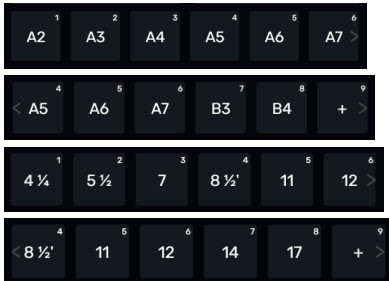 1 2 3 4 5 6
A2 A3 A4 A5 A6 A7 >
4 5 6 7 8 9
< A5 A6 A7 B3 B4 + >
1 2 3 4 5 6
4 ¼ 5 ½ 7 8 ½' 11 12 >
4 5 6 7 8 9
< 8 ½' 11 12 14 17 + >